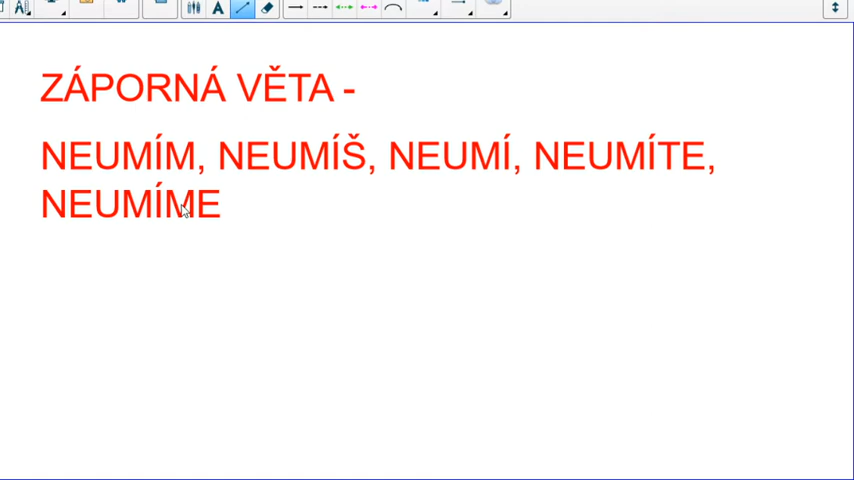 ZÁPORNÁ VĚTA -
NEUMÍM, NEUMÍŠ, NEUMÍ, NEUMÍTE,
NEUMÍME